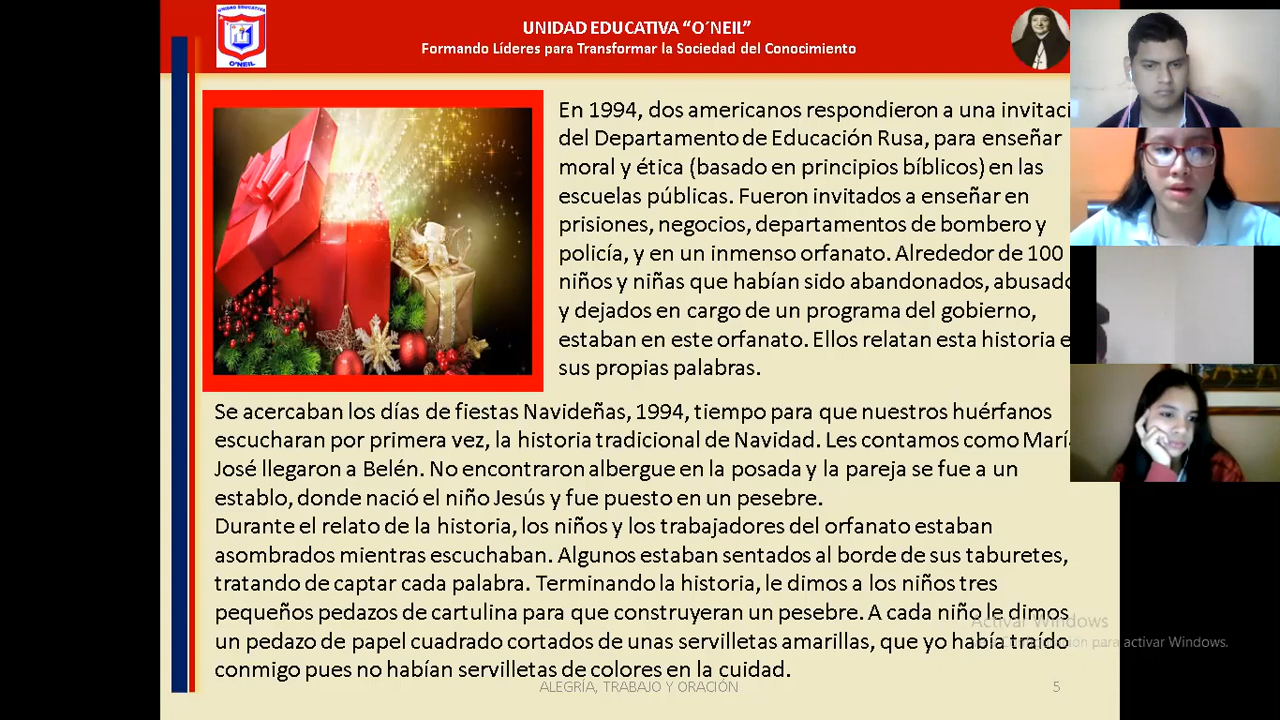 UNIDAD EDUCATIVA
O´NEIL
UNIDAD EDUCATIVA “O´NEIL”
Formando Líderes para Transformar la Sociedad del Conocimiento
En 1994, dos americanos respondieron a una invitaci
del Departamento de Educación Rusa, para enseñar
moral y ética (basado en principios bíblicos) en las
escuelas públicas. Fueron invitados a enseñar en
prisiones, negocios, departamentos de bombero y
policía, y en un inmenso orfanato. Alrededor de 100
niños y niñas que habían sido abandonados, abusado
y dejados en cargo de un programa del gobierno,
estaban en este orfanato. Ellos relatan esta historia e
sus propias palabras.
Se acercaban los días de fiestas Navideñas, 1994, tiempo para que nuestros huérfanos
escucharan por primera vez, la historia tradicional de Navidad. Les contamos como María
José llegaron a Belén. No encontraron albergue en la posada y la pareja se fue a un
establo, donde nació el niño Jesús y fue puesto en un pesebre.
Durante el relato de la historia, los niños y los trabajadores del orfanato estaban
asombrados mientras escuchaban. Algunos estaban sentados al borde de sus taburetes,
tratando de captar cada palabra. Terminando la historia, le dimos a los niños tres
pequeños pedazos de cartulina para que construyeran un pesebre. A cada niño le dimos
un pedazo de papel cuadrado cortados de unas servilletas amarillas, que yo había traído
conmigo pues no habían servilletas de colores en la cuidad.
Activar Windows
para activar Windows.
ALEGRÍA, TRABAJO Y ORACIÓN
5